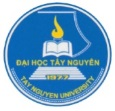 ĐẠI HỌC TÂY NGUYÊN
1977
TAY NGUYEN UNIVERSITY